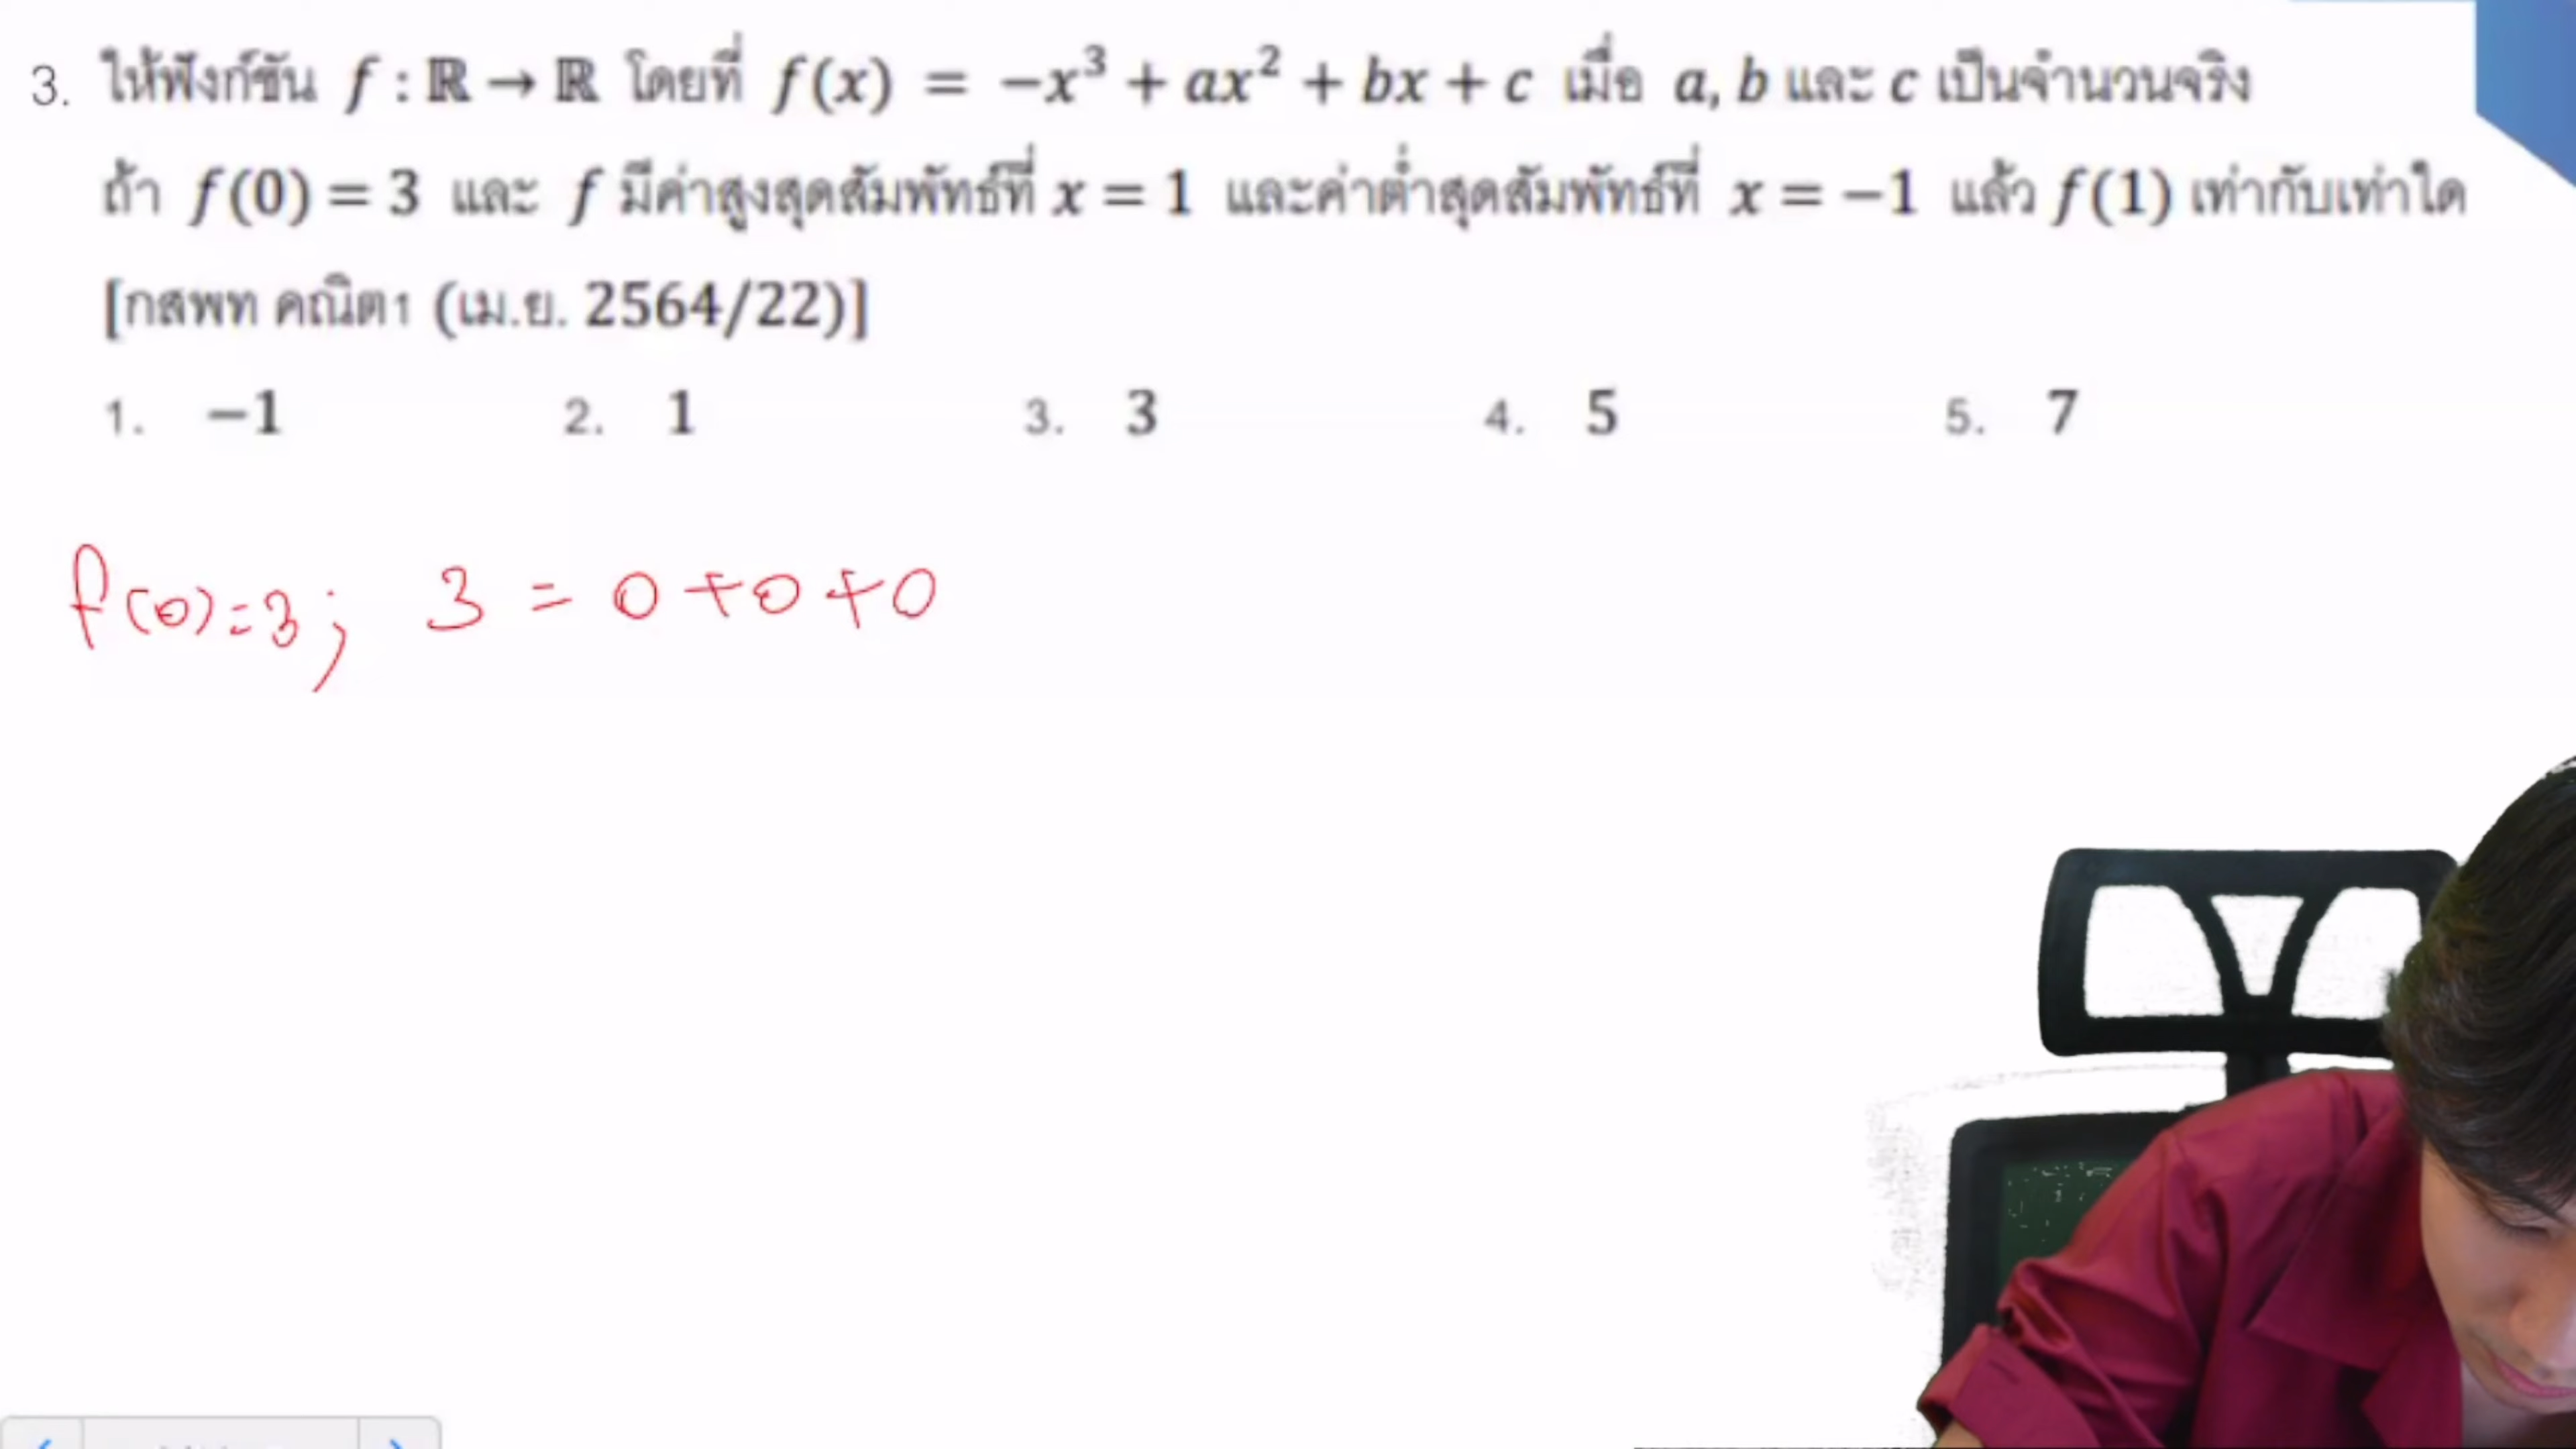 3. ให้ฟังก์ชัน f : ℝ → ℝ โดยที่ f(x) = −x³ + ax² + bx + c เมื่อ a, b และ c เป็นจำนวนจริง
ถ้า f(0) = 3 และ f มีค่าสูงสุดสัมพัทธ์ที่ x = 1 และค่าต่ำสุดสัมพัทธ์ที่ x = −1 แล้ว f(1) เท่ากับเท่าใด
[กสพท คณิต1 (เม.ย. 2564/22)]
1. −1 2. 1 3. 3 4. 5 5. 7
f(0)=3; 3 = 0+0+0